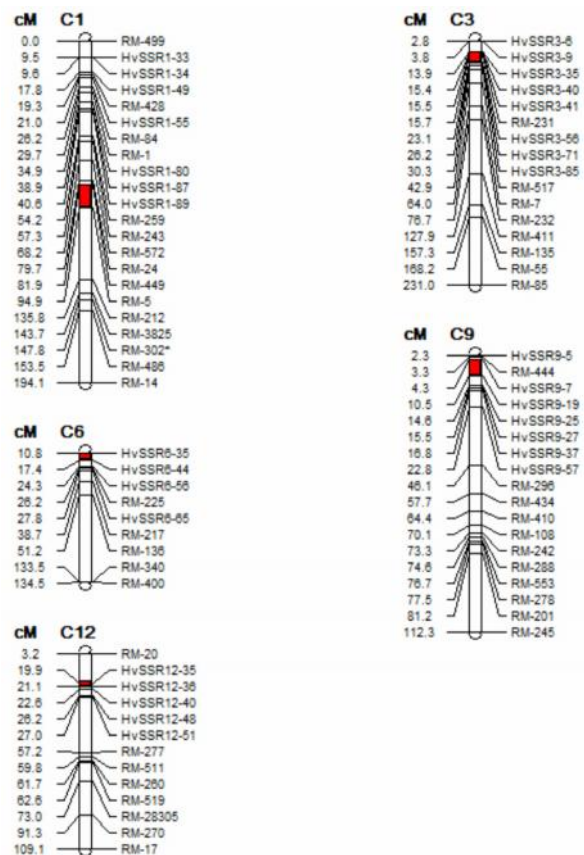 cM C1
0.0 RM-499
9.5 HvSSR1-33
9.6 HvSSR1-34
17.8 HvSSR1-49
19.3 RM-428
21.0 HvSSR1-55
26.2 RM-84
29.7 RM-1
34.9 HvSSR1-80
38.9 HvSSR1-87
40.6 HvSSR1-89
54.2 RM-259
57.3 RM-243
68.2 RM-572
79.7 RM-24
81.9 RM-449
94.9 RM-5
135.8 RM-212
143.7 RM-3825
147.8 RM-302*
153.5 RM-486
194.1 RM-14
cM C6
10.8 HvSSR6-35
17.4 HvSSR6-44
24.3 HvSSR6-56
26.2 RM-225
27.8 HvSSR6-65
38.7 RM-217
51.2 RM-136
133.5 RM-340
134.5 RM-400
cM C12
3.2 RM-20
19.9 HvSSR12-35
21.1 HvSSR12-36
22.6 HvSSR12-40
26.2 HvSSR12-48
27.0 HvSSR12-51
57.2 RM-277
59.8 RM-511
61.7 RM-260
62.6 RM-519
73.0 RM-28305
91.3 RM-270
109.1 RM-17
cM C3
2.8 HvSSR3-6
3.8 HvSSR3-9
13.9 HvSSR3-35
15.4 HvSSR3-40
15.5 HvSSR3-41
15.7 RM-231
23.1 HvSSR3-56
26.2 HvSSR3-71
30.3 HvSSR3-85
42.9 RM-517
64.0 RM-7
76.7 RM-232
127.9 RM-411
157.3 RM-135
168.2 RM-55
231.0 RM-85
cM C9
2.3 HvSSR9-5
3.3 RM-444
4.3 HvSSR9-7
10.5 HvSSR9-19
14.6 HvSSR9-25
15.5 HvSSR9-27
16.8 HvSSR9-37
22.8 HvSSR9-57
46.1 RM-296
57.7 RM-434
64.4 RM-410
70.1 RM-108
73.3 RM-242
74.6 RM-288
76.7 RM-553
77.5 RM-278
81.2 RM-201
112.3 RM-245